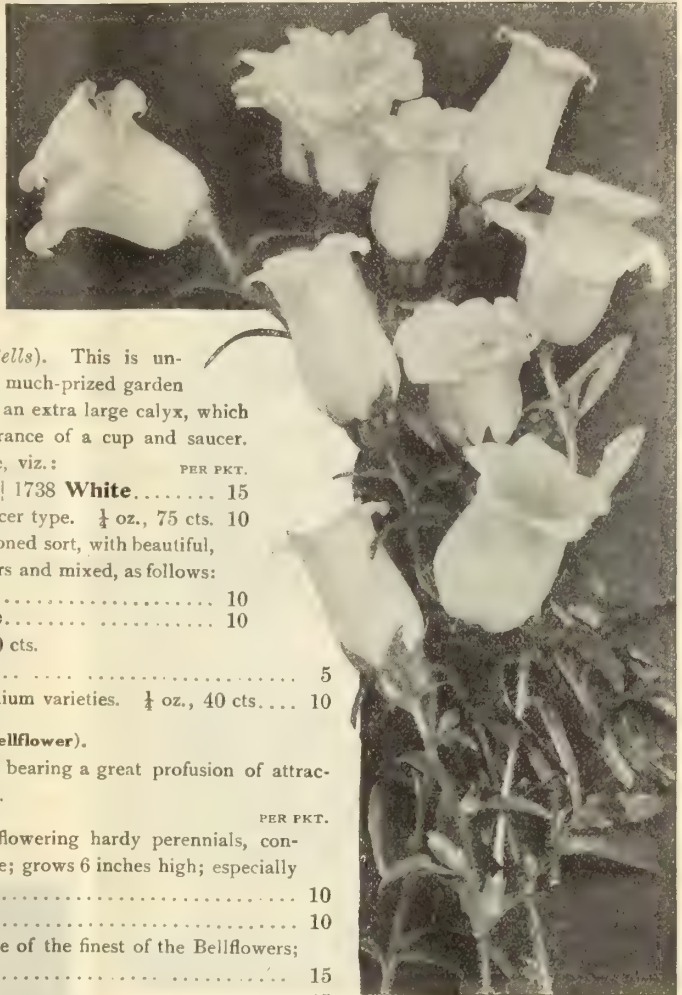 ells). This is un-
much-prized garden
an extra large calyx, which
rance of a cup and saucer.
e, viz.: PER PKT.
1738 White........ 15
cer type. ¼ oz., 75 cts. 10
oned sort, with beautiful,
rs and mixed, as follows:
.................... 10
........ ............ 10
cts.
.. .... ........................ 5
ium varieties. ¼ oz., 40 cts.... 10
ellflower).
bearing a great profusion of attrac-
PER PKT.
flowering hardy perennials, con-
e; grows 6 inches high; especially
.............................. 10
.............................. 10
e of the finest of the Bellflowers;
................. ........... 15